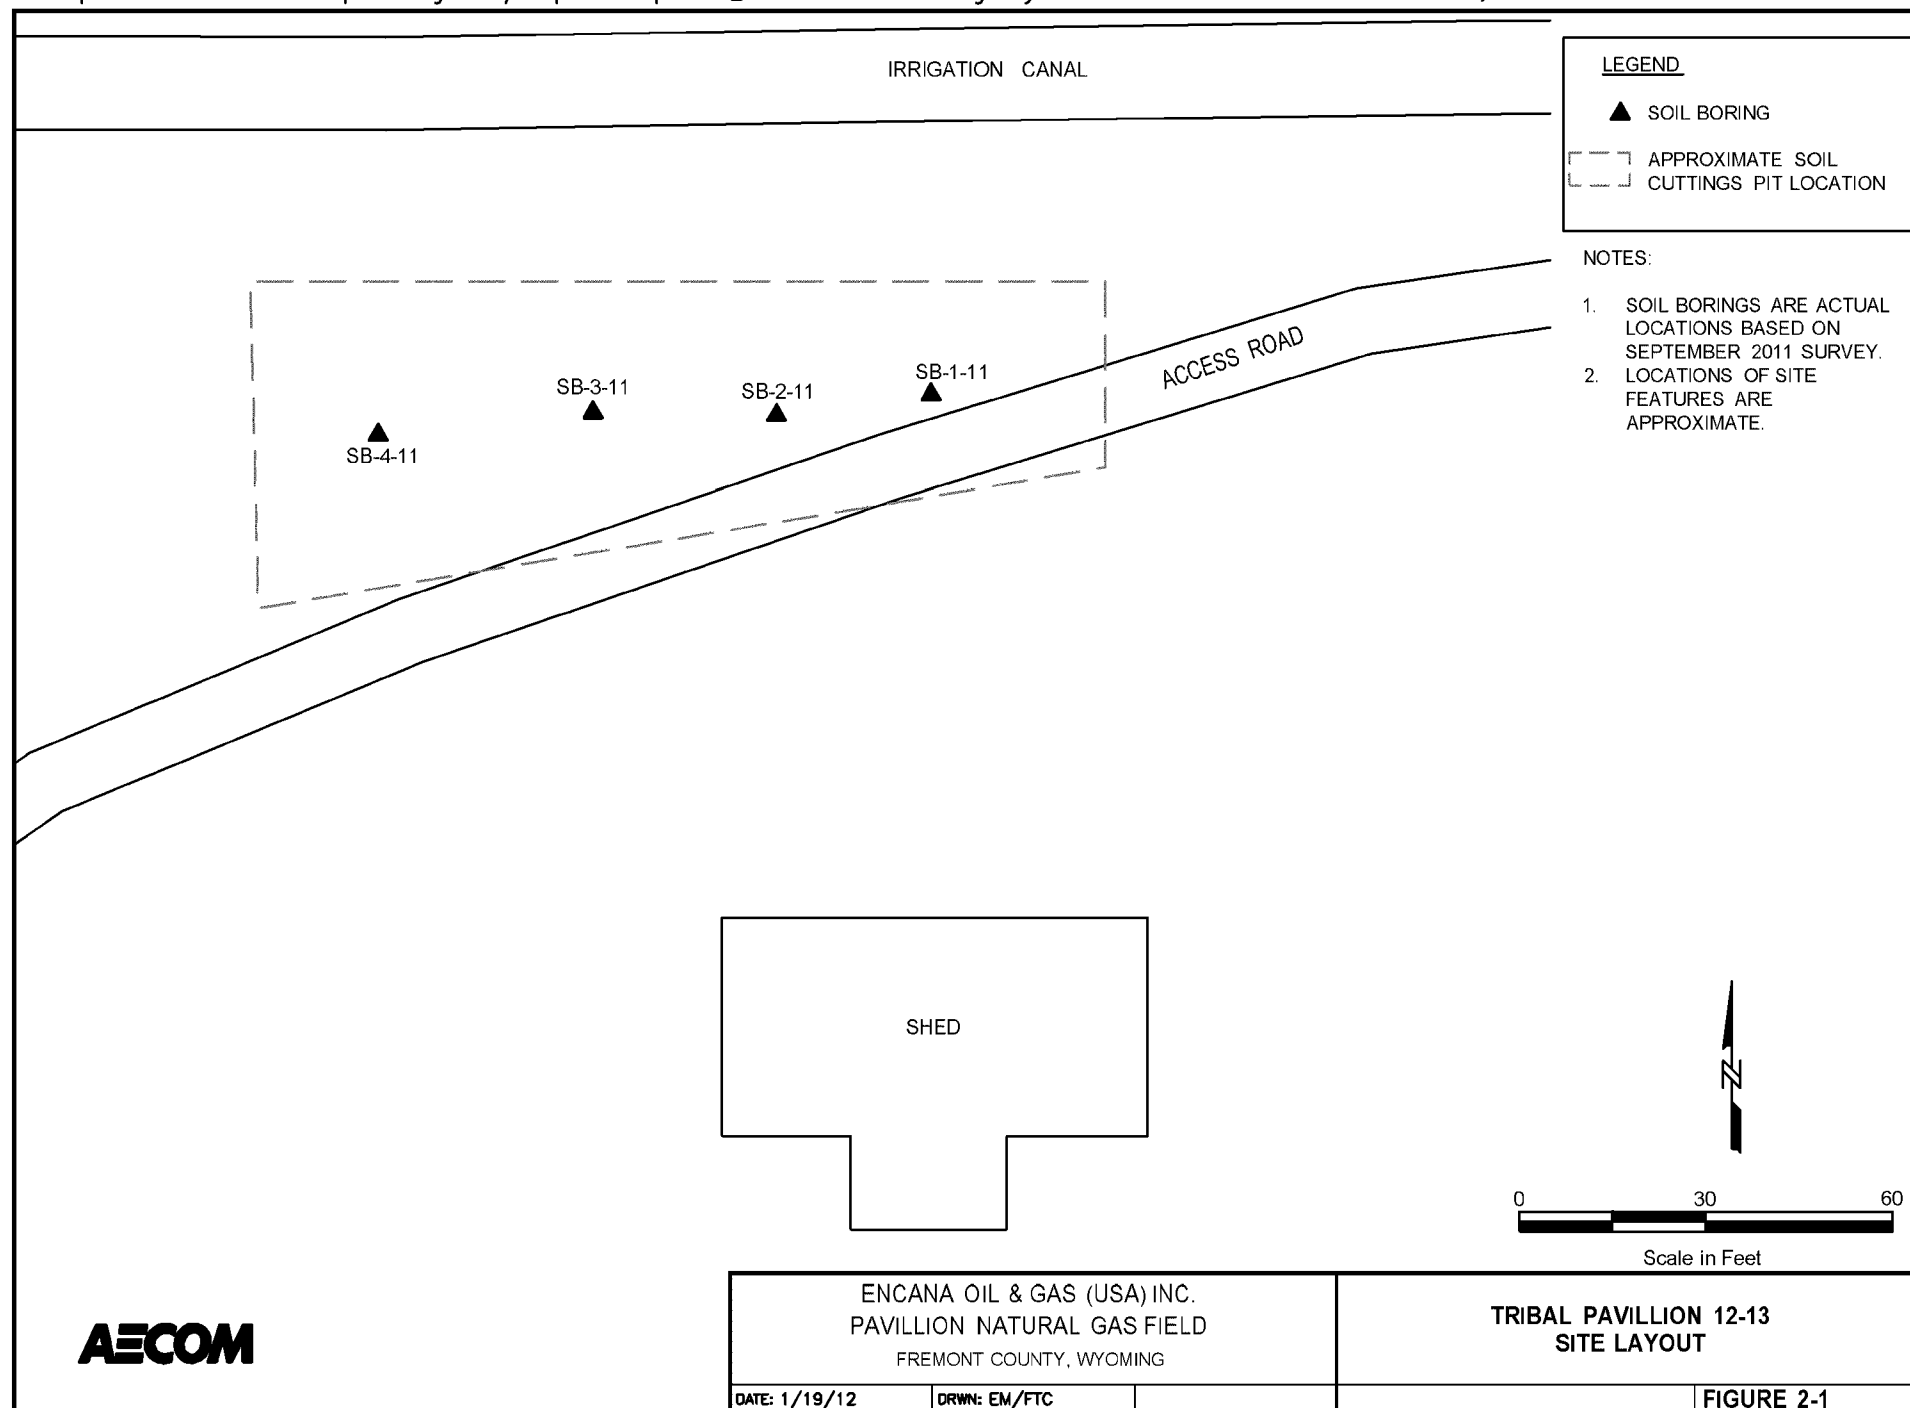 IRRIGATION CANAL
LEGEND
SOIL BORING
APPROXIMATE SOIL
CUTTINGS PIT LOCATION
NOTES:
1. SOIL BORINGS ARE ACTUAL
LOCATIONS BASED ON
SEPTEMBER 2011 SURVEY.
2. LOCATIONS OF SITE
FEATURES ARE
APPROXIMATE.
ACCESS ROAD
SB-1-11
SB-2-11
SB-3-11
SB-4-11
SHED
N
0 30 60
Scale in Feet
AECOM
ENCANA OIL & GAS (USA) INC.
PAVILLION NATURAL GAS FIELD
FREMONT COUNTY, WYOMING
TRIBAL PAVILLION 12-13
SITE LAYOUT
DATE: 1/19/12 DRWN: EM/FTC
FIGURE 2-1